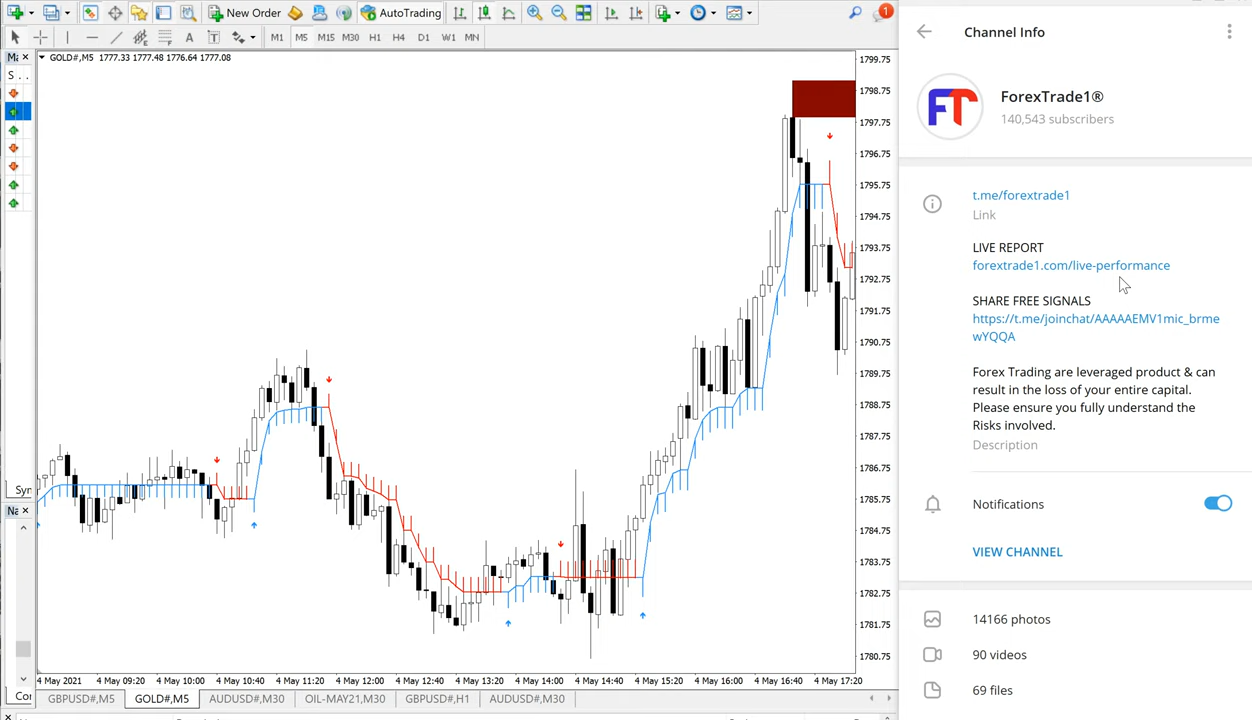 New Order
AutoTrading
1
A
T
M1
M5
M15
M30
H1
H4
D1
W1
MN
Ma
S
GOLD#,M5 1777.33 1777.48 1776.64 1777.08
1799.75
1798.75
1797.75
1796.75
1795.75
1794.75
1793.75
1792.75
1791.75
1790.75
1789.75
1788.75
1787.75
1786.75
1785.75
1784.75
1783.75
1782.75
1781.75
1780.75
Syn
Na
Coı
4 May 2021
4 May 09:20
4 May 10:00
4 May 10:40
4 May 11:20
4 May 12:00
4 May 12:40
4 May 13:20
4 May 14:00
4 May 14:40
4 May 15:20
4 May 16:00
4 May 16:40
4 May 17:20
GBPUSD#,M5
GOLD#,M5
AUDUSD#,M30
OIL-MAY21,M30
GBPUSD#,H1
AUDUSD#,M30
Channel Info
FT
ForexTrade1®
140,543 subscribers
t.me/forextrade1
Link
LIVE REPORT
forextrade1.com/live-performance
SHARE FREE SIGNALS
https://t.me/joinchat/AAAAAEMV1mic_brme
wYQQA
Forex Trading are leveraged product & can
result in the loss of your entire capital.
Please ensure you fully understand the
Risks involved.
Description
Notifications
VIEW CHANNEL
14166 photos
90 videos
69 files